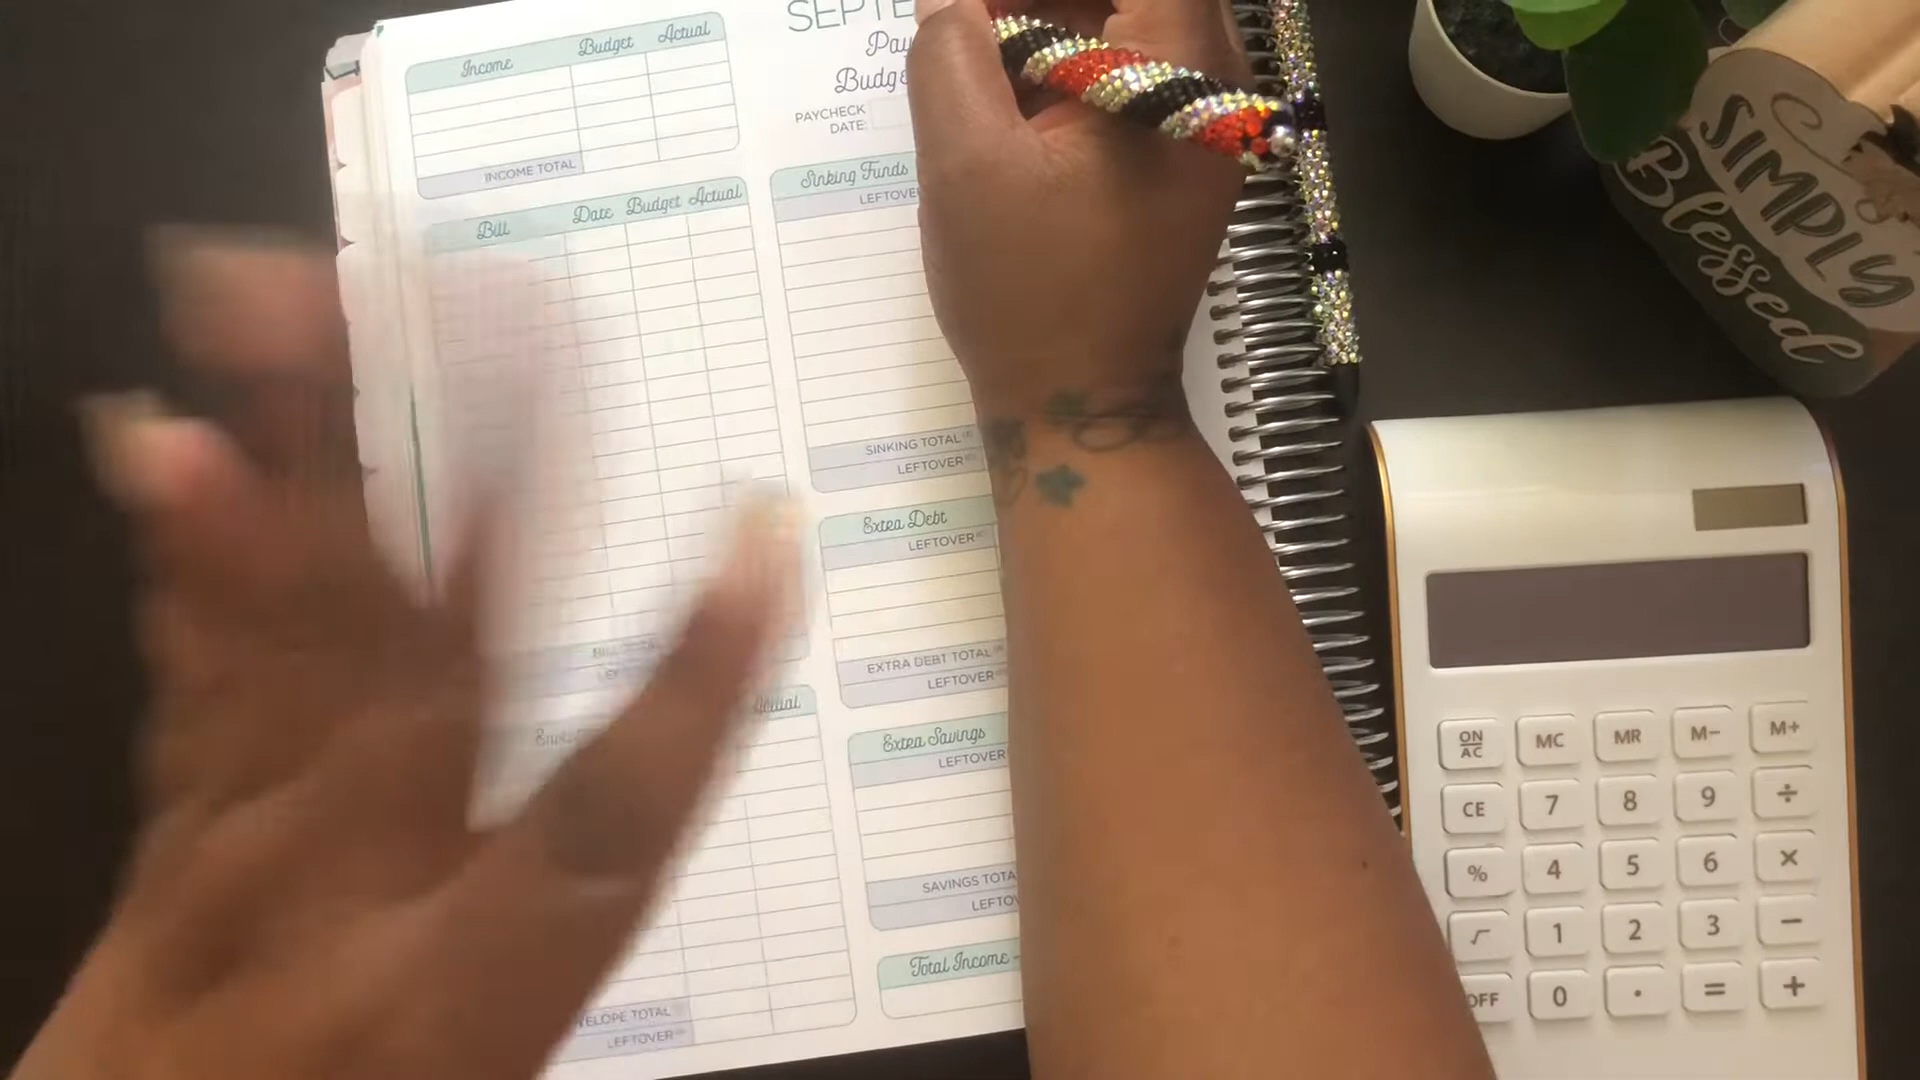 Income Budget Actual
INCOME TOTAL
Bill Date Budget Actual
Actual
LEFTOVER
SEPTE
Pay
Budge
PAYCHECK
DATE:
Sinking Funds
LEFTOVE
SINKING TOTAL
LEFTOVER
Extra Debt
LEFTOVER
EXTRA DEBT TOTAL
LEFTOVER
Extra Savings
LEFTOVER
SAVINGS TOTA
LEFTO
Total Income -
SIMPLY
Blessed
ON
AC MC MR M- M+
CE 7 8 9 ÷
% 4 5 6 ×
√ 1 2 3 −
OFF 0 . = +